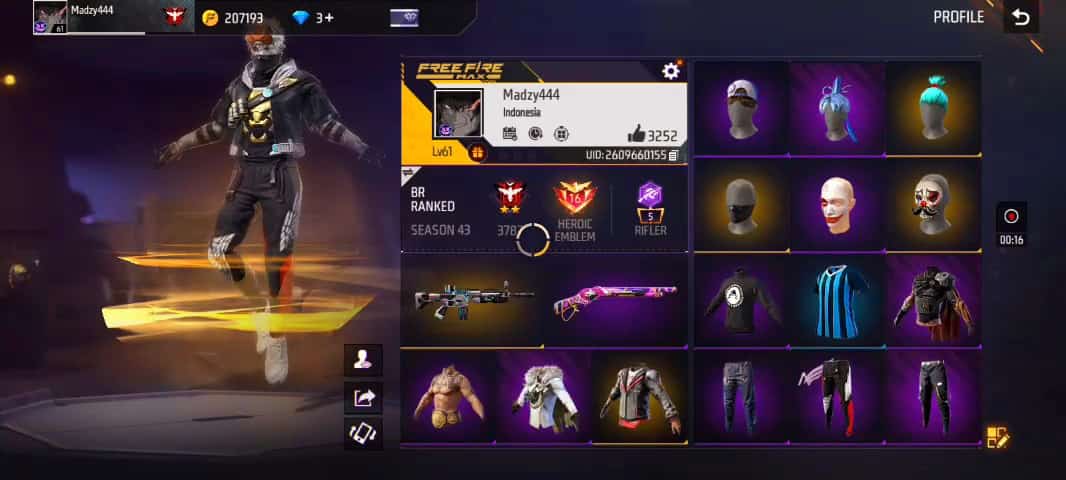 Madzy444
61
207193
3+
PROFILE
FREE FIRE
MAX
Madzy444
Indonesia
3252
Lv61
UID:2609660155
BR
RANKED
SEASON 43
378
16
HEROIC
EMBLEM
5
RIFLER
00:16